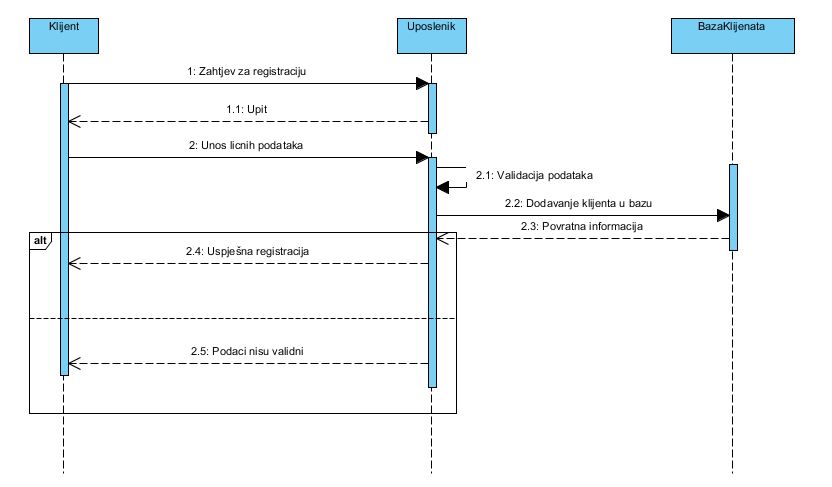 Klijent
Uposlenik
BazaKlijenata
1: Zahtjev za registraciju
1.1: Upit
2: Unos licnih podataka
2.1: Validacija podataka
2.2: Dodavanje klijenta u bazu
2.3: Povratna informacija
alt
2.4: Uspješna registracija
2.5: Podaci nisu validni